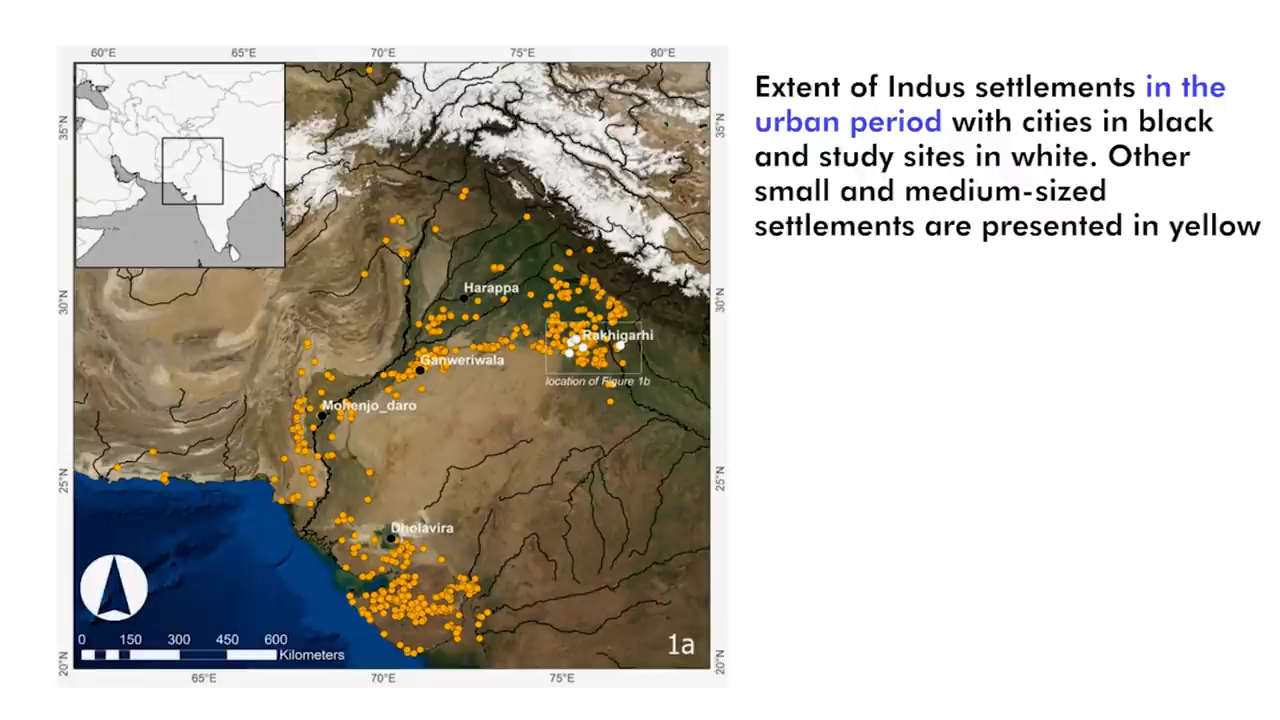 Extent of Indus settlements in the
urban period with cities in black
and study sites in white. Other
small and medium-sized
settlements are presented in yellow
60°E 65°E 70°E 75°E 80°E
35°N 35°N
Harappa
30°N 30°N
Rakhigarhi
Ganweriwala
location of Figure 1b
Mohenjo_daro
25°N 25°N
Dholavira
0 150 300 450 600
Kilometers
1a
20°N 20°N
65°E 70°E 75°E